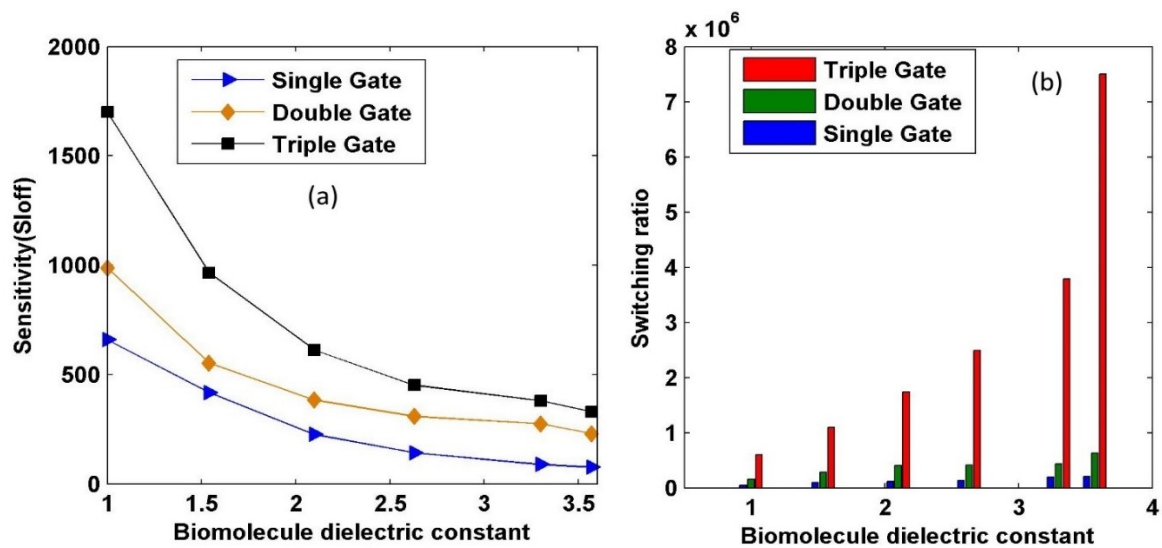 2000
1500
1000
500
0
Sensitivity(SIoff)
Single Gate
Double Gate
Triple Gate
(a)
1 1.5 2 2.5 3 3.5
Biomolecule dielectric constant
x 10^6
8
7
6
5
4
3
2
1
0
Switching ratio
Triple Gate
Double Gate
Single Gate
(b)
1 2 3 4
Biomolecule dielectric constant